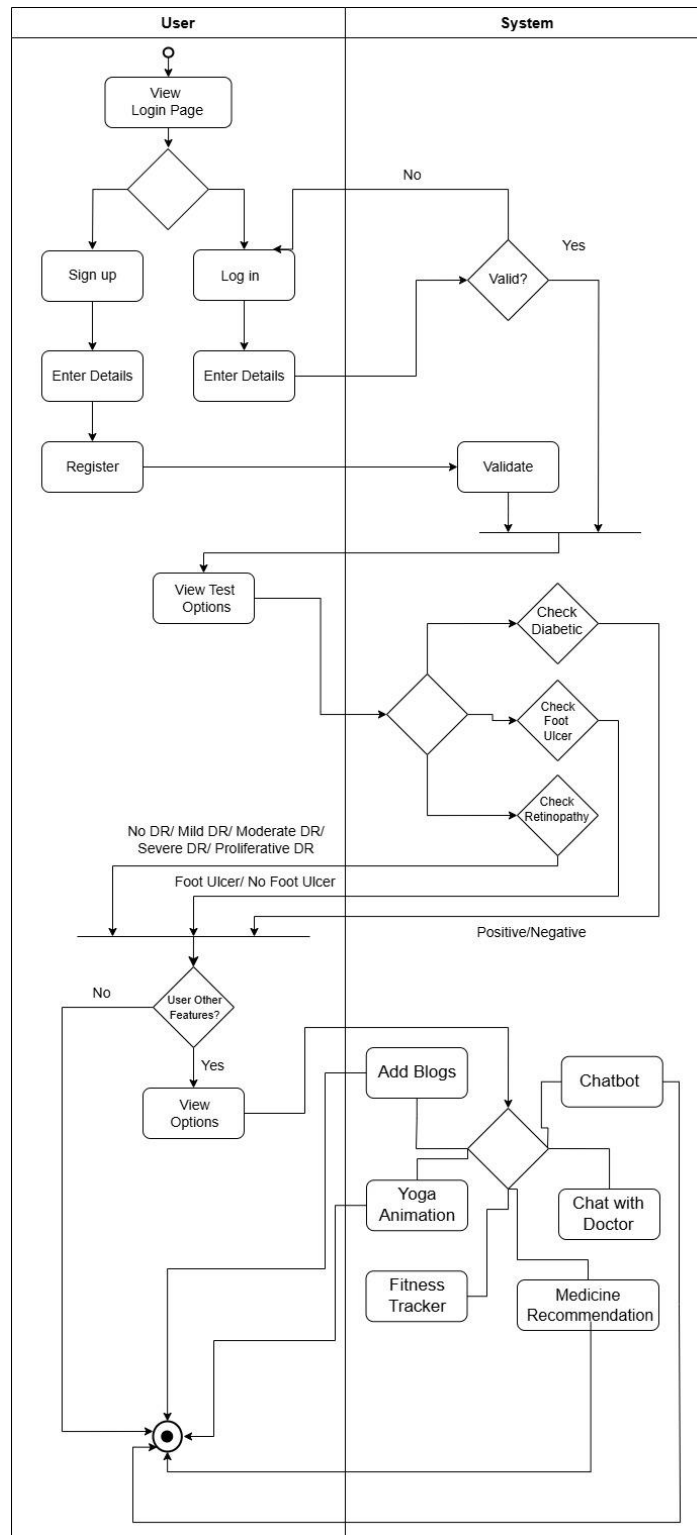 User
System
View
Login Page
No
Yes
Sign up
Log in
Valid?
Enter Details
Enter Details
Register
Validate
View Test
Options
Check
Diabetic
Check
Foot
Ulcer
Check
Retinopathy
No DR/ Mild DR/ Moderate DR/
Severe DR/ Proliferative DR
Foot Ulcer/ No Foot Ulcer
Positive/Negative
No
User Other
Features?
Yes
View
Options
Add Blogs
Chatbot
Yoga
Animation
Chat with
Doctor
Fitness
Tracker
Medicine
Recommendation